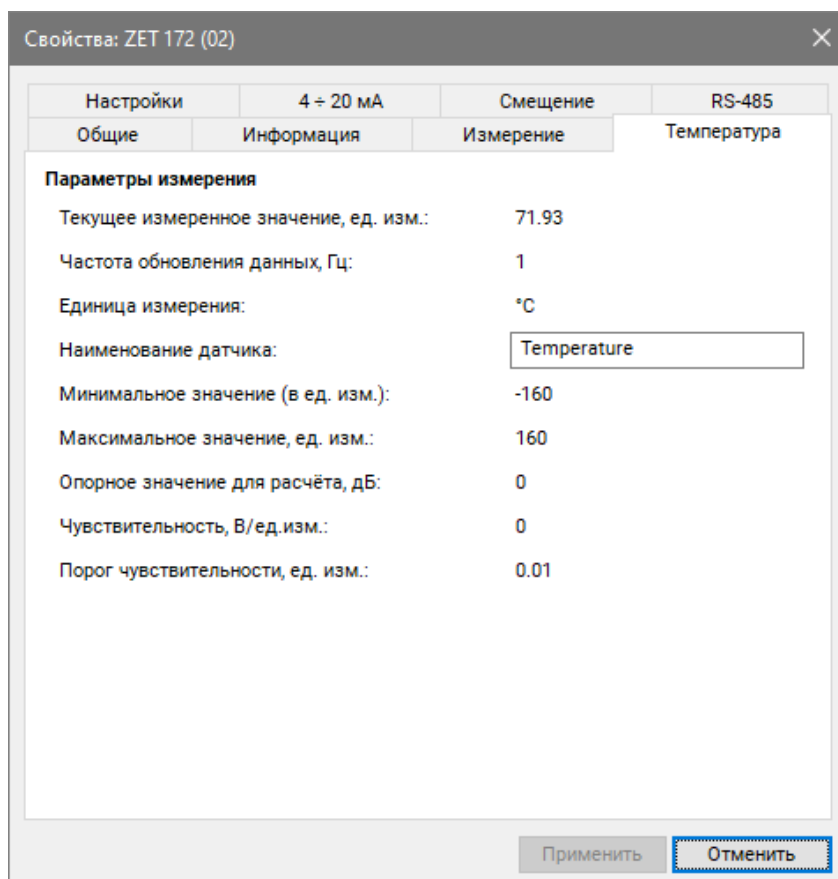 Свойства: ZET 172 (02)
Настройки 4 ÷ 20 мА Смещение RS-485
Общие Информация Измерение Температура
Параметры измерения
Текущее измеренное значение, ед. изм.: 71.93
Частота обновления данных, Гц: 1
Единица измерения: °C
Наименование датчика: Temperature
Минимальное значение (в ед. изм.): -160
Максимальное значение, ед. изм.: 160
Опорное значение для расчёта, дБ: 0
Чувствительность, В/ед.изм.: 0
Порог чувствительности, ед. изм.: 0.01
Применить Отменить